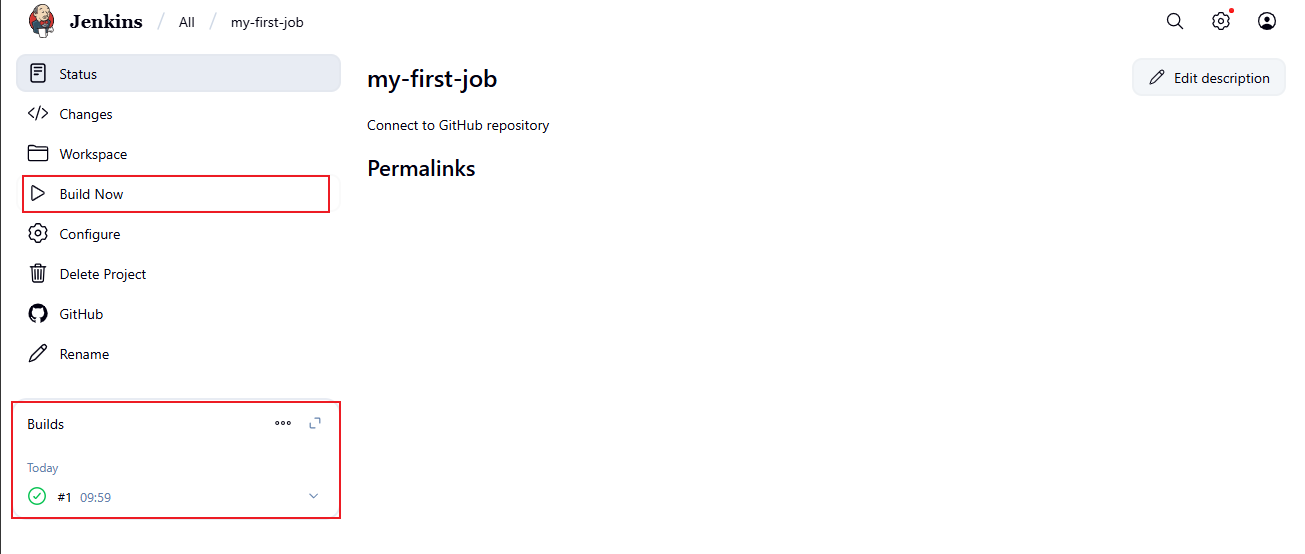 Jenkins / All / my-first-job
Status
Changes
Workspace
Build Now
Configure
Delete Project
GitHub
Rename
Builds
Today
#1 09:59
my-first-job
Edit description
Connect to GitHub repository
Permalinks